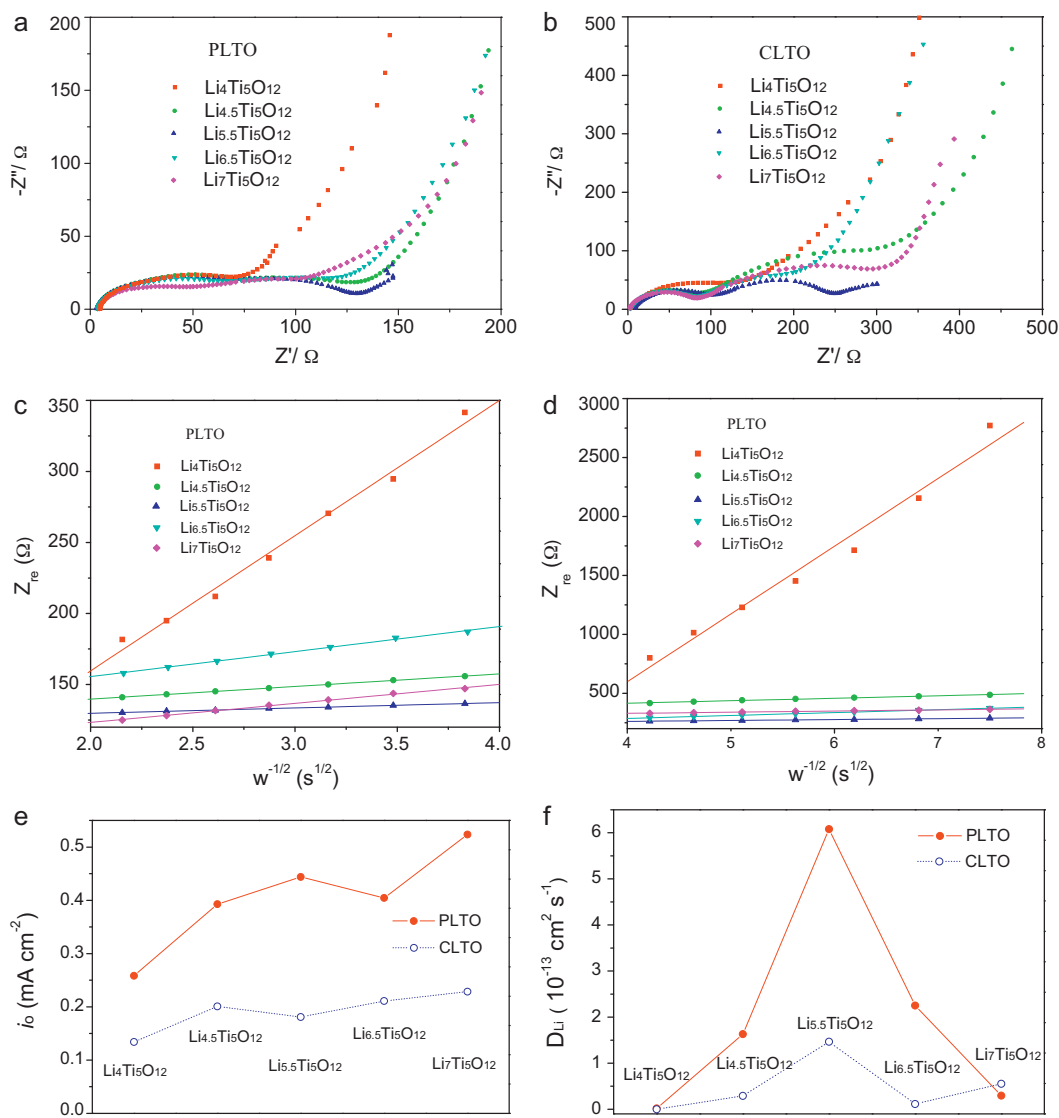 a
PLTO
Li4Ti5O12
Li4.5Ti5O12
Li5.5Ti5O12
Li6.5Ti5O12
Li7Ti5O12
-Z''/ Ω
200
150
100
50
0
0 50 100 150 200
Z'/ Ω
b
CLTO
Li4Ti5O12
Li4.5Ti5O12
Li5.5Ti5O12
Li6.5Ti5O12
Li7Ti5O12
-Z''/ Ω
500
400
300
200
100
0
0 100 200 300 400 500
Z'/ Ω
c
PLTO
Li4Ti5O12
Li4.5Ti5O12
Li5.5Ti5O12
Li6.5Ti5O12
Li7Ti5O12
Zre (Ω)
350
300
250
200
150
2.0 2.5 3.0 3.5 4.0
w-1/2 (s1/2)
d
PLTO
Li4Ti5O12
Li4.5Ti5O12
Li5.5Ti5O12
Li6.5Ti5O12
Li7Ti5O12
Zre (Ω)
3000
2500
2000
1500
1000
500
4 5 6 7 8
w-1/2 (s1/2)
e
io (mA cm-2)
0.5
0.4
0.3
0.2
0.1
0.0
PLTO
CLTO
Li4Ti5O12
Li4.5Ti5O12
Li5.5Ti5O12
Li6.5Ti5O12
Li7Ti5O12
f
DLi ( 10-13 cm2 s-1)
6
5
4
3
2
1
0
PLTO
CLTO
Li4Ti5O12
Li4.5Ti5O12
Li5.5Ti5O12
Li6.5Ti5O12
Li7Ti5O12